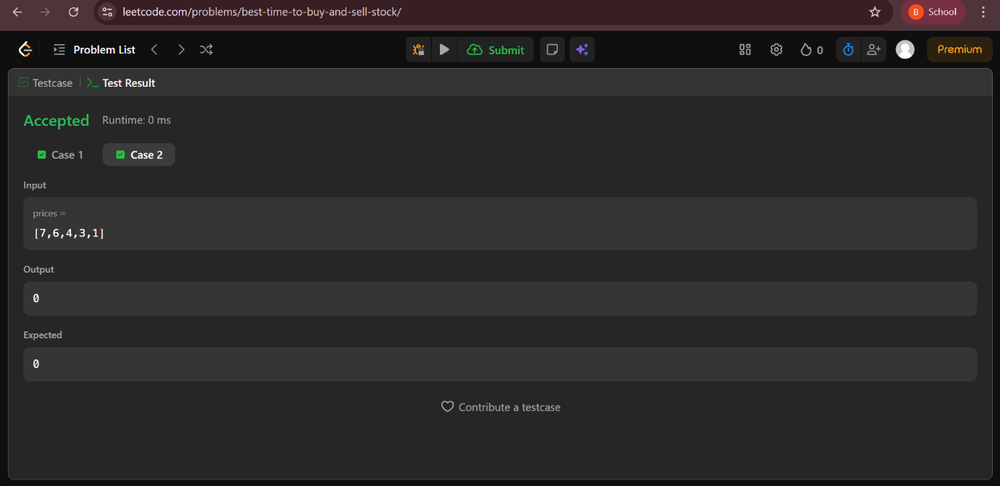 leetcode.com/problems/best-time-to-buy-and-sell-stock/
B School
Problem List
Submit
0
Premium
Testcase
Test Result
Accepted Runtime: 0 ms
Case 1
Case 2
Input
prices =
[7,6,4,3,1]
Output
0
Expected
0
Contribute a testcase